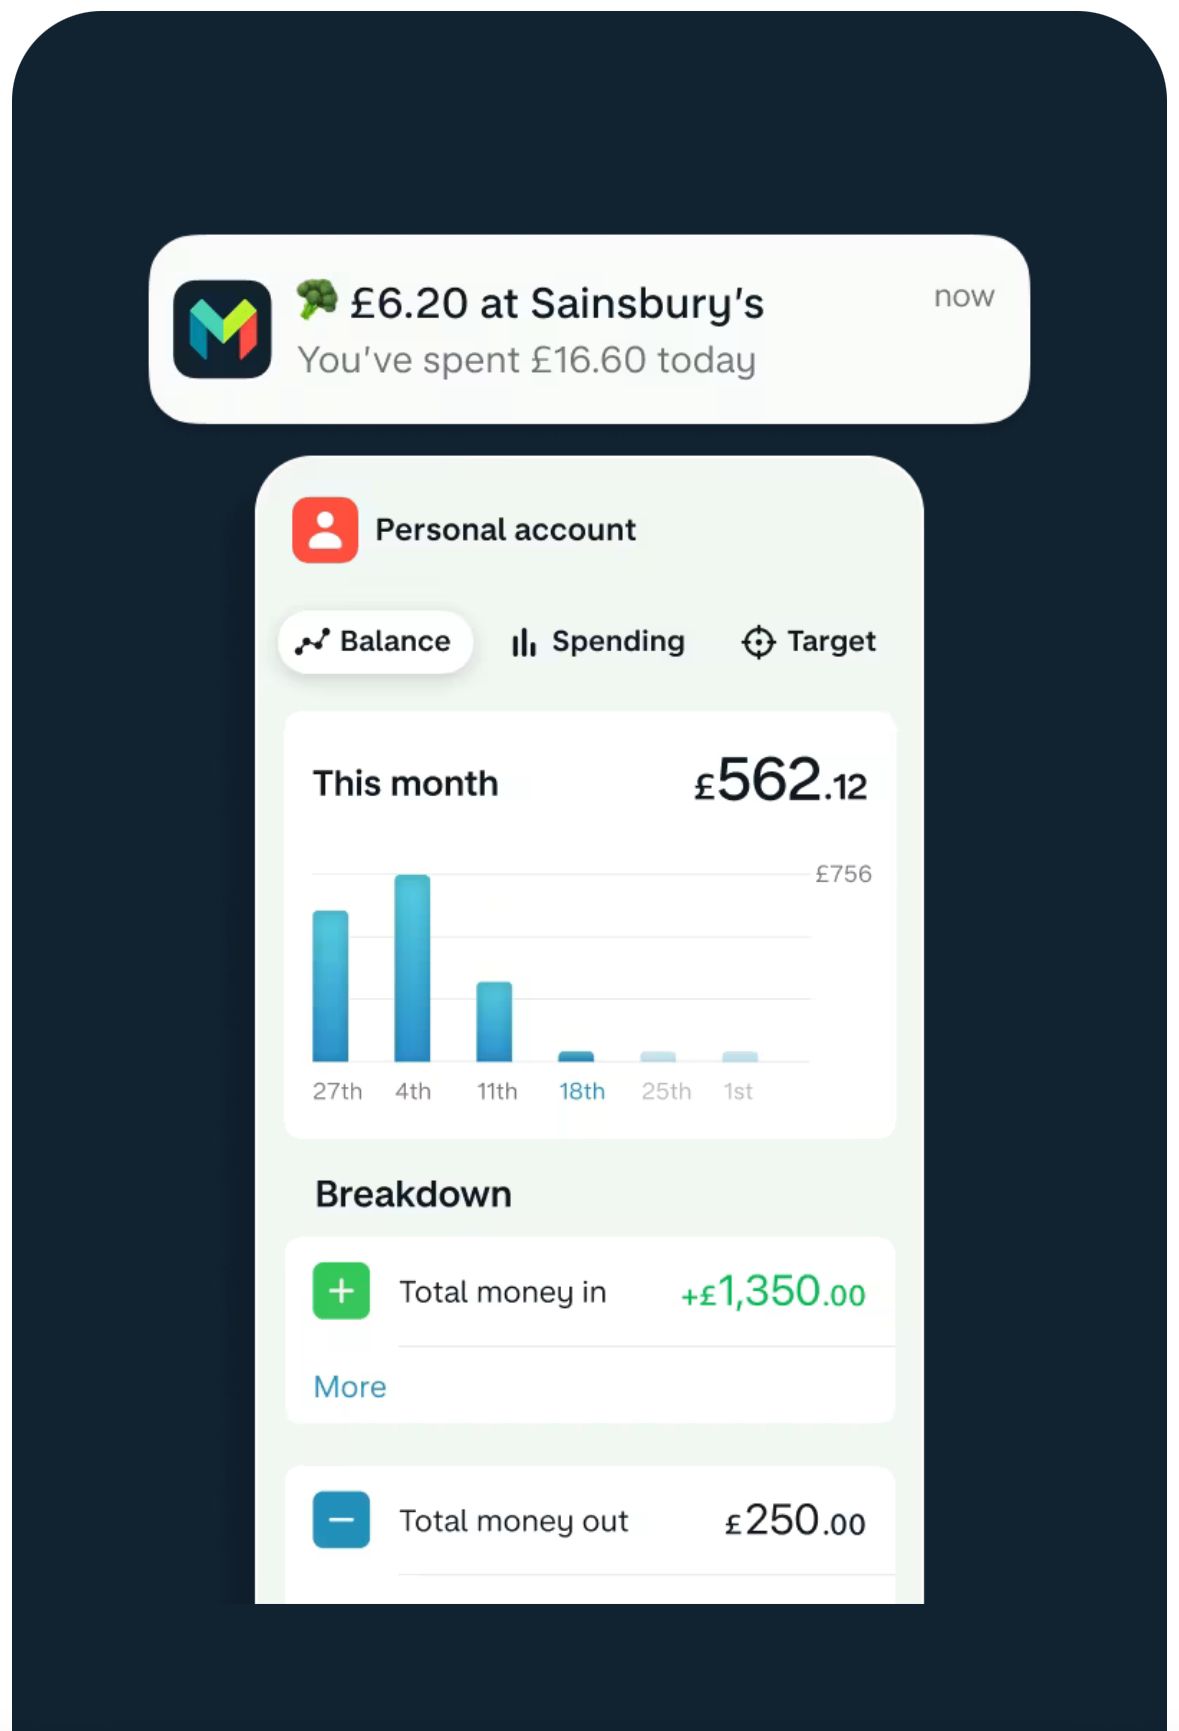 £6.20 at Sainsbury's
now
You've spent £16.60 today
Personal account
Balance
Spending
Target
This month
£562.12
£756
27th 4th 11th 18th 25th 1st
Breakdown
Total money in +£1,350.00
More
Total money out £250.00